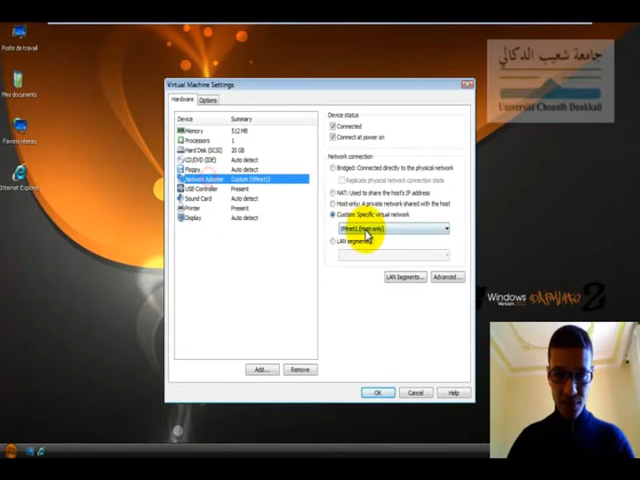 Poste de travail
Mes documents
Favoris réseau
Internet Explorer
جامعة شعيب الدكالي
Université Chouaib Doukkali
Virtual Machine Settings
Hardware
Options
Device
Summary
Memory
512 MB
Processors
1
Hard Disk (SCSI)
20 GB
CD/DVD (IDE)
Auto detect
Floppy
Auto detect
Network Adapter
Custom (VMnet1)
USB Controller
Present
Sound Card
Auto detect
Printer
Present
Display
Auto detect
Add...
Remove
Device status
Connected
Connect at power on
Network connection
Bridged: Connected directly to the physical network
Replicate physical network connection state
NAT: Used to share the host's IP address
Host-only: A private network shared with the host
Custom: Specific virtual network
VMnet1 (Host-only)
LAN segment:
LAN Segments...
Advanced...
OK
Cancel
Help
Windows